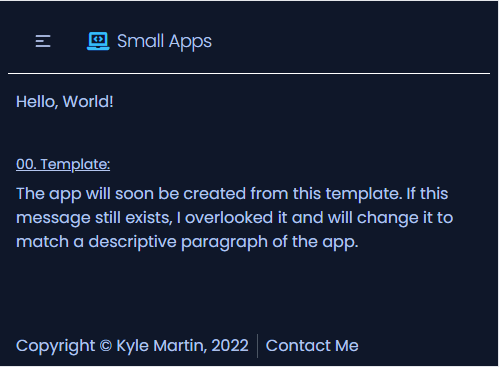 Small Apps
Hello, World!
00. Template:
The app will soon be created from this template. If this
message still exists, I overlooked it and will change it to
match a descriptive paragraph of the app.
Copyright © Kyle Martin, 2022 Contact Me